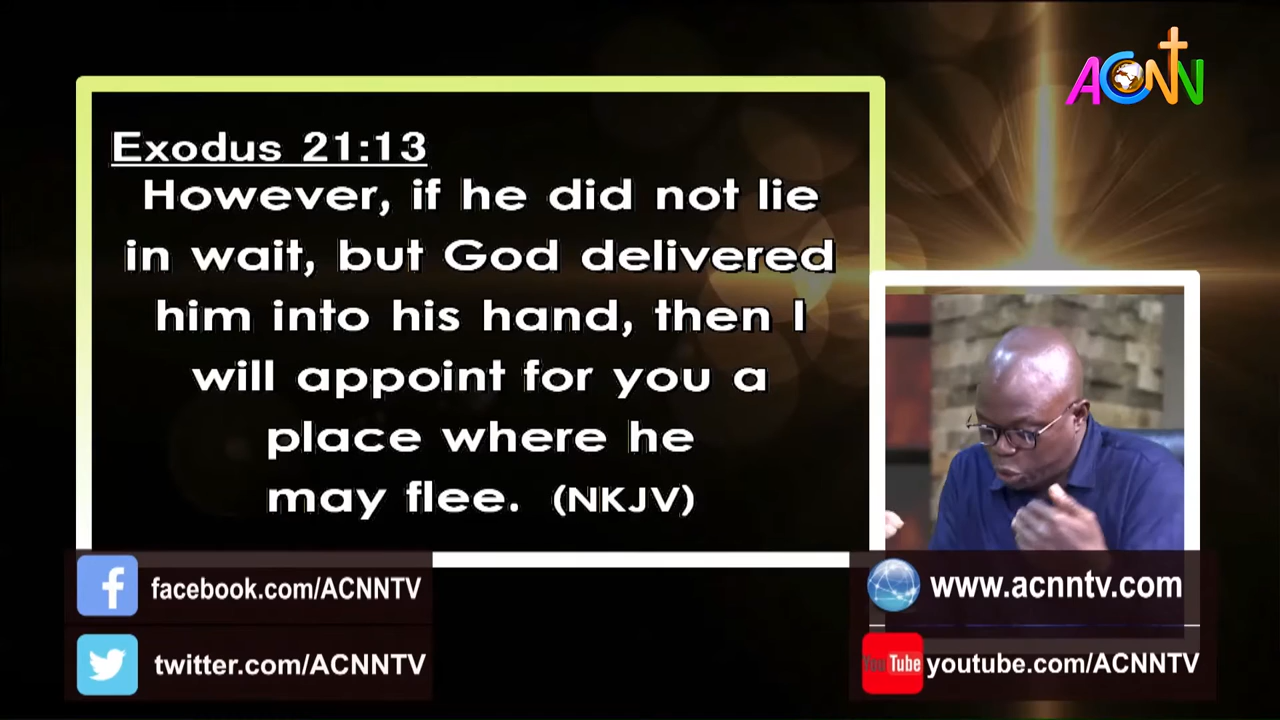 ACNN
Exodus 21:13
However, if he did not lie
in wait, but God delivered
him into his hand, then I
will appoint for you a
place where he
may flee. (NKJV)
facebook.com/ACNNTV
twitter.com/ACNNTV
www.acnntv.com
YouTube youtube.com/ACNNTV